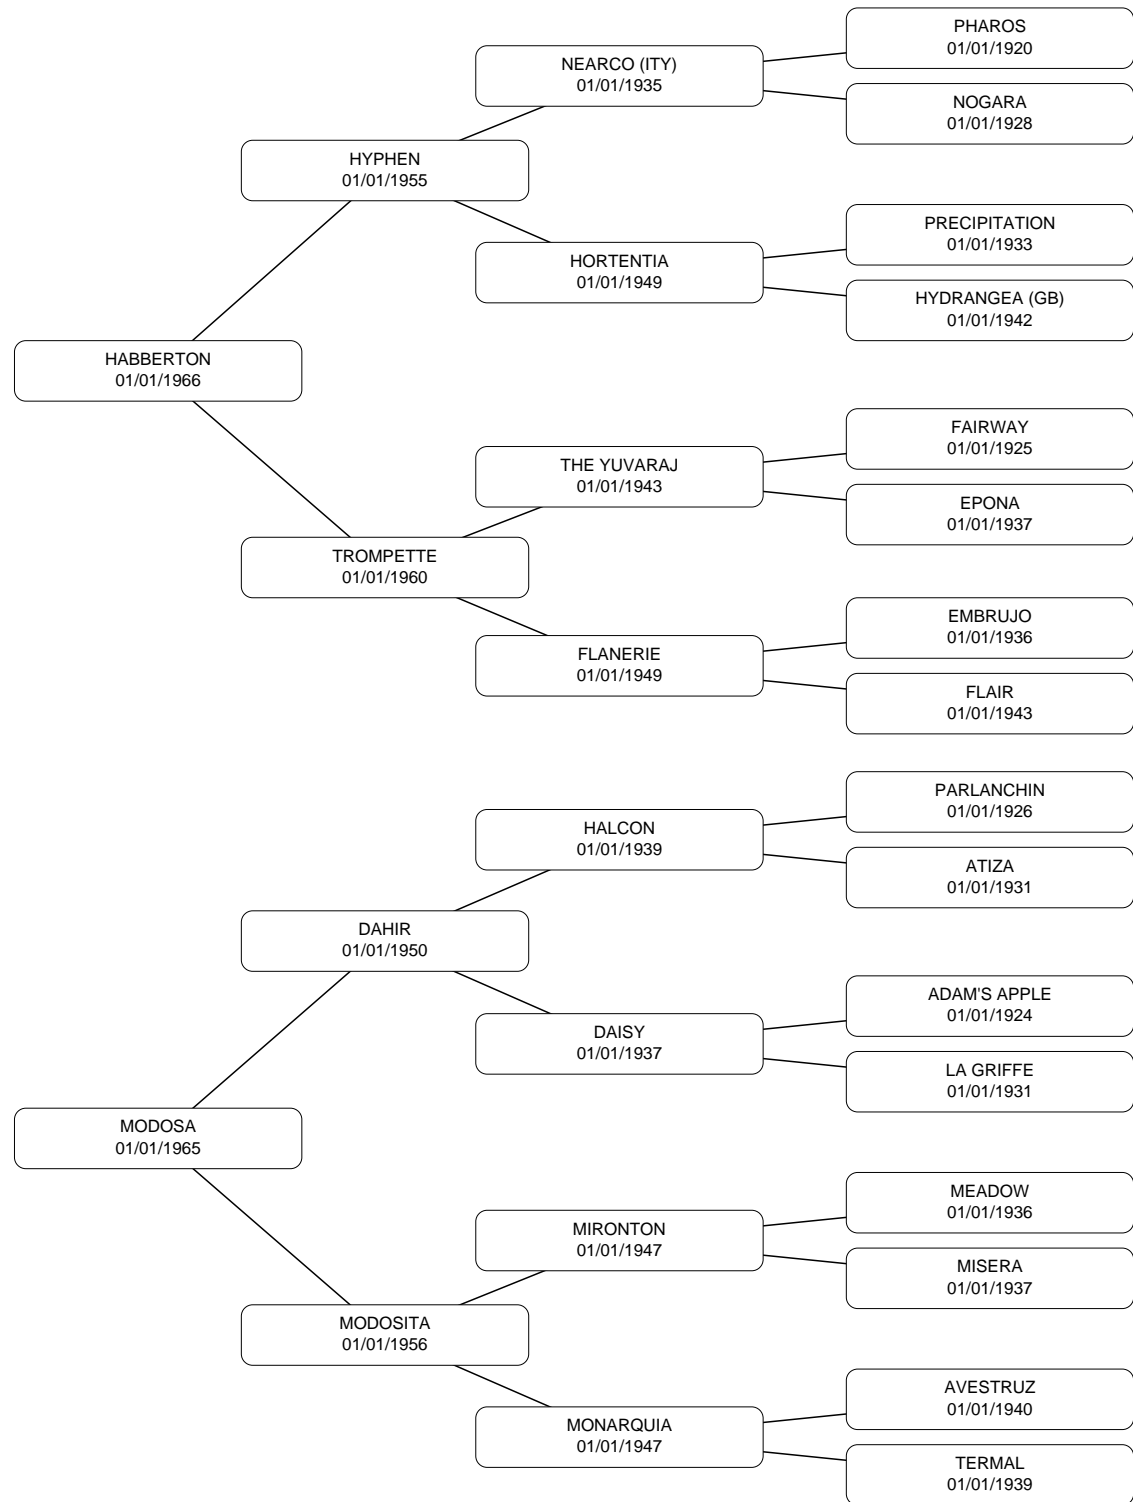 PHAROS
01/01/1920
NEARCO (ITY)
01/01/1935
NOGARA
01/01/1928
HYPHEN
01/01/1955
PRECIPITATION
01/01/1933
HORTENTIA
01/01/1949
HYDRANGEA (GB)
01/01/1942
HABBERTON
01/01/1966
FAIRWAY
01/01/1925
THE YUVARAJ
01/01/1943
EPONA
01/01/1937
TROMPETTE
01/01/1960
EMBRUJO
01/01/1936
FLANERIE
01/01/1949
FLAIR
01/01/1943
PARLANCHIN
01/01/1926
HALCON
01/01/1939
ATIZA
01/01/1931
DAHIR
01/01/1950
ADAM'S APPLE
01/01/1924
DAISY
01/01/1937
LA GRIFFE
01/01/1931
MODOSA
01/01/1965
MEADOW
01/01/1936
MIRONTON
01/01/1947
MISERA
01/01/1937
MODOSITA
01/01/1956
AVESTRUZ
01/01/1940
MONARQUIA
01/01/1947
TERMAL
01/01/1939